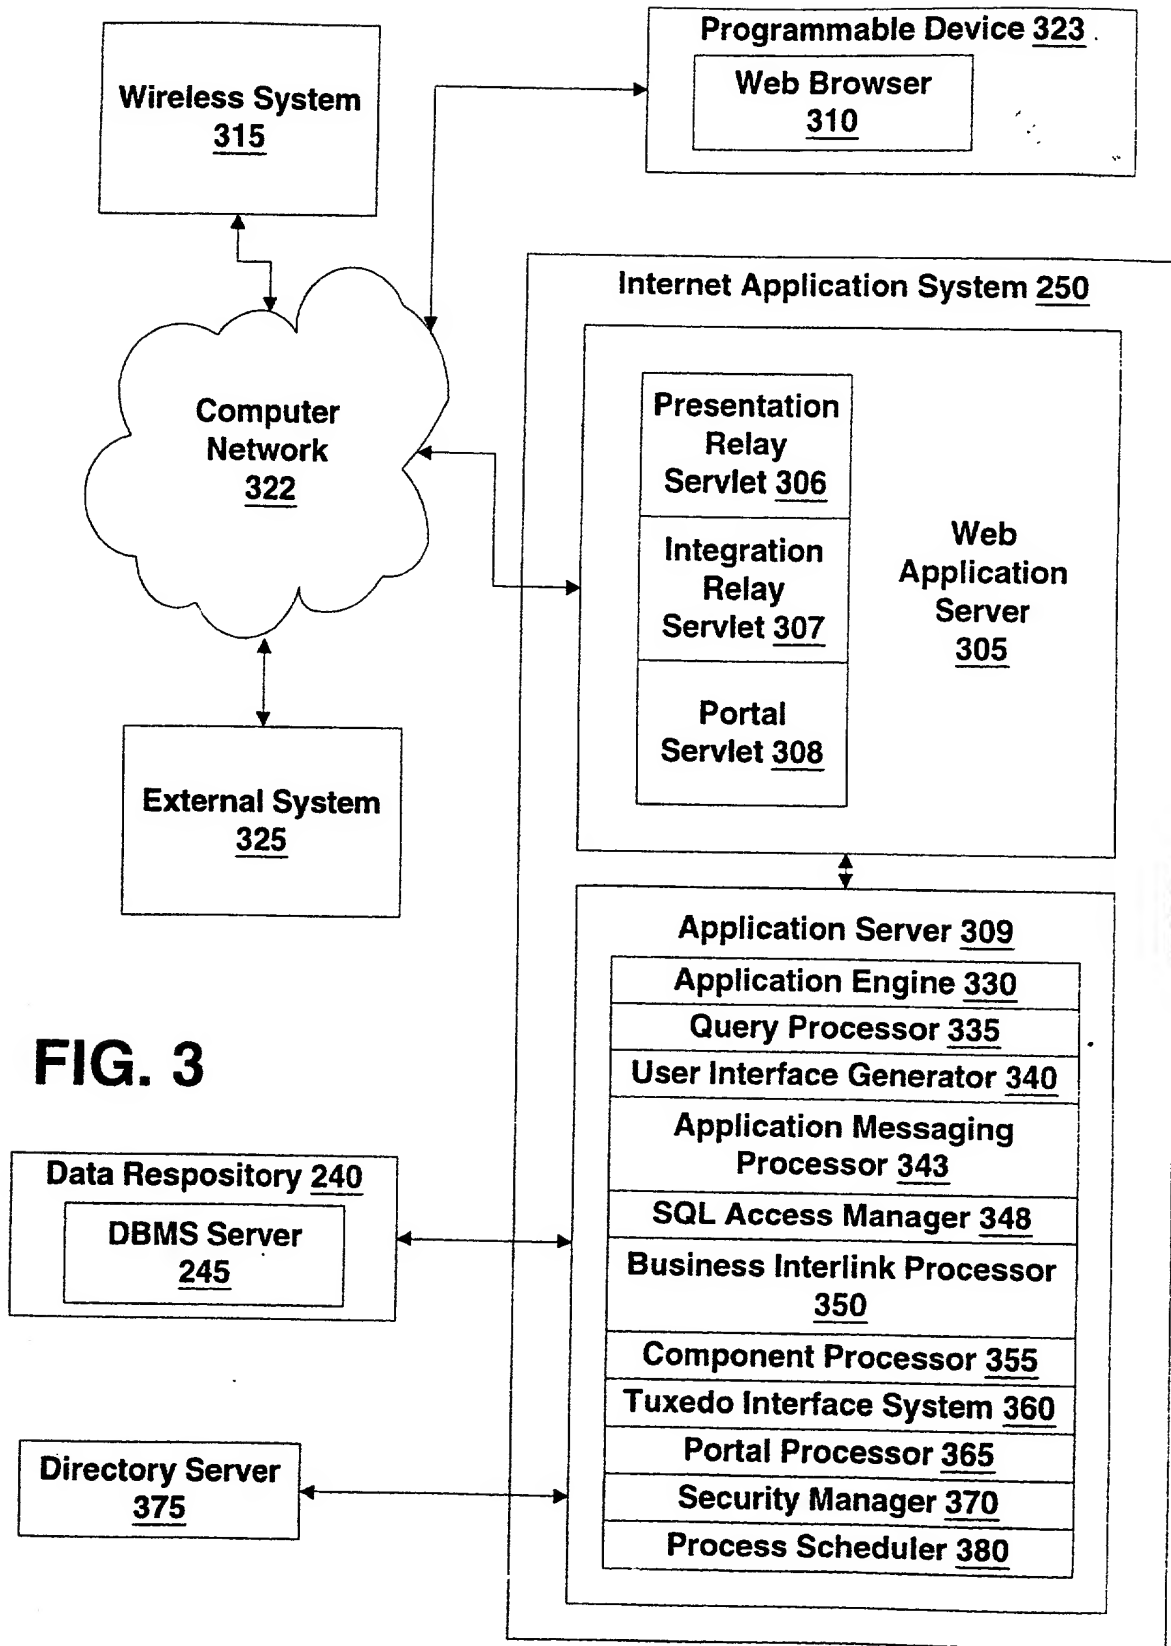 Programmable Device 323
Web Browser
310
Wireless System
315
Internet Application System 250
Computer
Network
322
Presentation
Relay
Servlet 306
Integration
Relay
Servlet 307
Portal
Servlet 308
Web
Application
Server
305
External System
325
Application Server 309
Application Engine 330
Query Processor 335
User Interface Generator 340
Application Messaging
Processor 343
SQL Access Manager 348
Business Interlink Processor
350
Component Processor 355
Tuxedo Interface System 360
Portal Processor 365
Security Manager 370
Process Scheduler 380
FIG. 3
Data Respository 240
DBMS Server
245
Directory Server
375